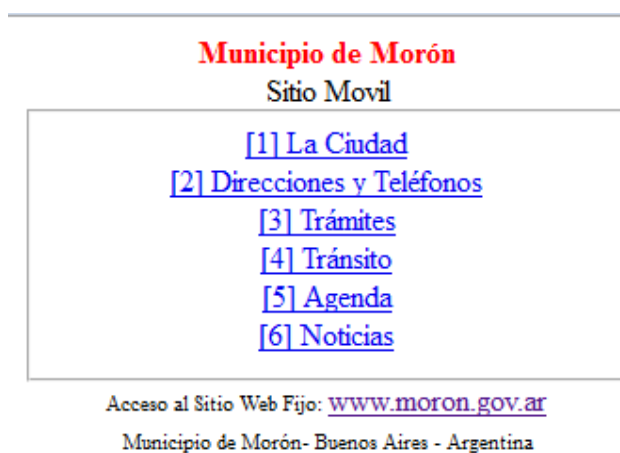 Municipio de Morón
Sitio Movil
[1] La Ciudad
[2] Direcciones y Teléfonos
[3] Trámites
[4] Tránsito
[5] Agenda
[6] Noticias
Acceso al Sitio Web Fijo: www.moron.gov.ar
Municipio de Morón- Buenos Aires - Argentina